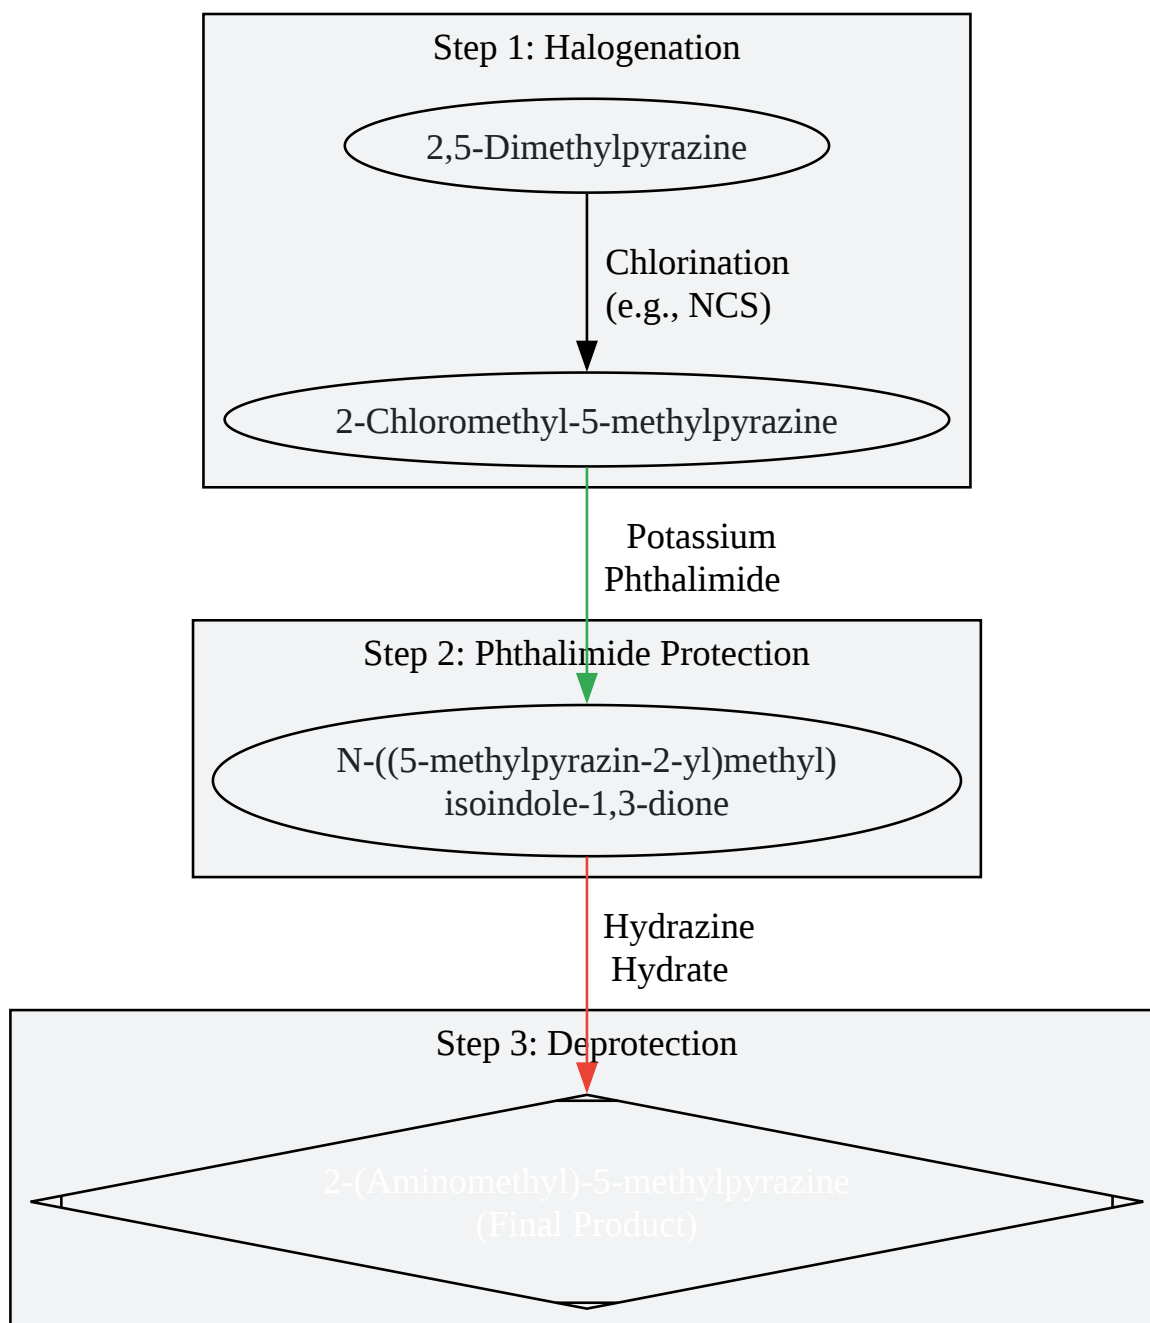 Step 1: Halogenation
2,5-Dimethylpyrazine
Chlorination
(e.g., NCS)
2-Chloromethyl-5-methylpyrazine
Potassium
Phthalimide
Step 2: Phthalimide Protection
N-((5-methylpyrazin-2-yl)methyl)
isoindole-1,3-dione
Hydrazine
Hydrate
Step 3: Deprotection
2-(Aminomethyl)-5-methylpyrazine
(Final Product)